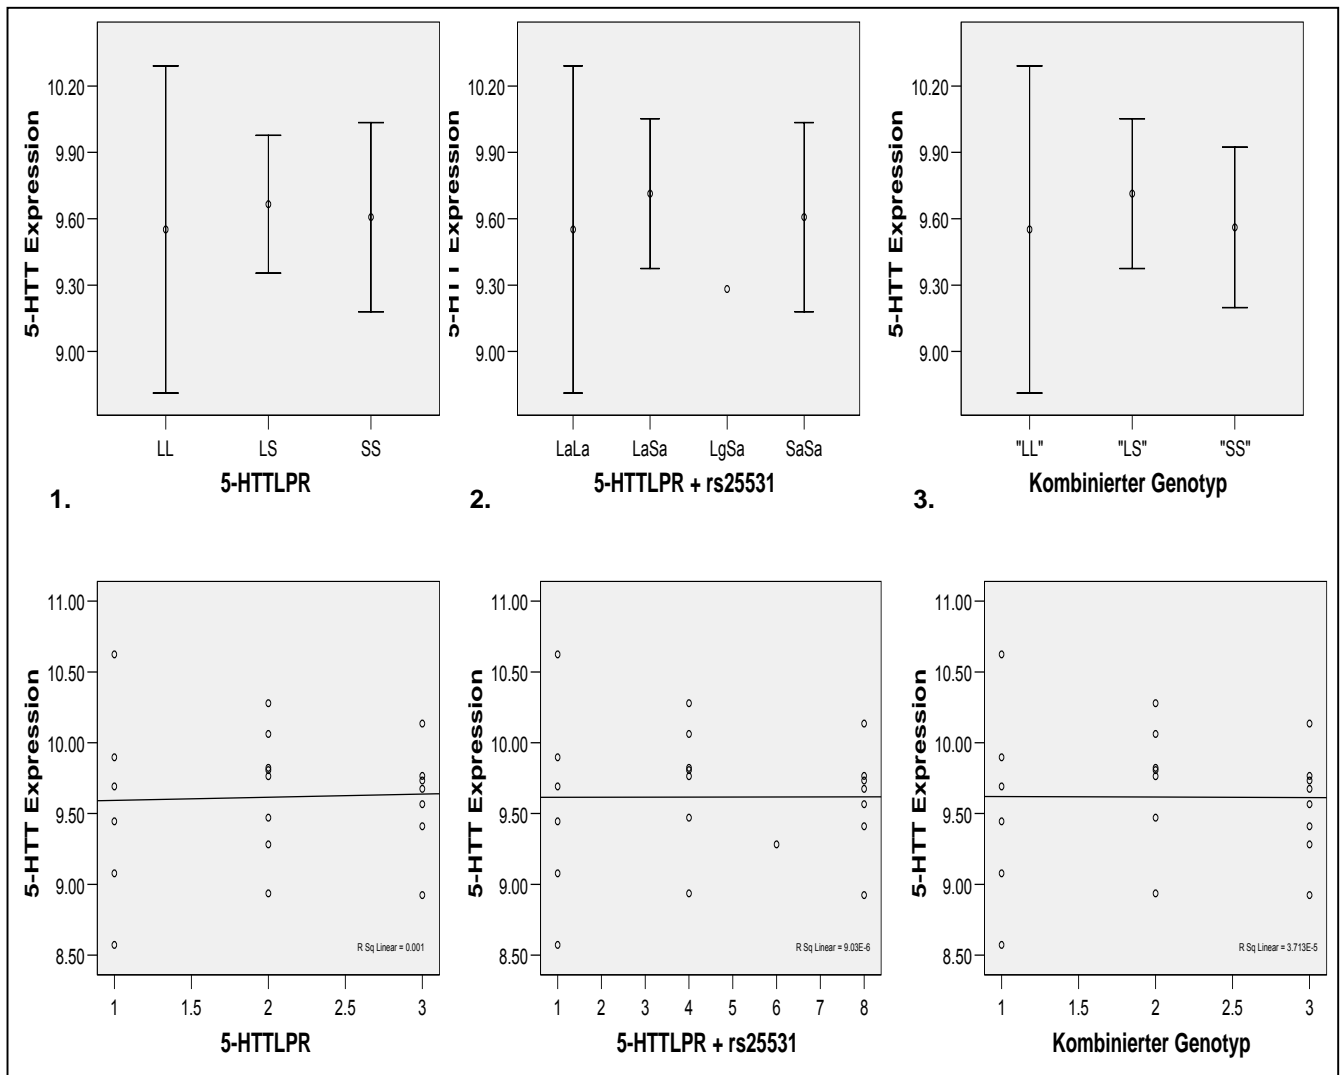 5-HTT Expression
10.20
9.90
9.60
9.30
9.00
LL LS SS
5-HTTLPR
1.
5-HTT Expression
10.20
9.90
9.60
9.30
9.00
LaLa LaSa LgSa SaSa
5-HTTLPR + rs25531
2.
5-HTT Expression
10.20
9.90
9.60
9.30
9.00
"LL" "LS" "SS"
Kombinierter Genotyp
3.
5-HTT Expression
11.00
10.50
10.00
9.50
9.00
8.50
R Sq Linear = 0.001
1 1.5 2 2.5 3
5-HTTLPR
5-HTT Expression
11.00
10.50
10.00
9.50
9.00
8.50
R Sq Linear = 9.03E-6
1 2 3 4 5 6 7 8
5-HTTLPR + rs25531
5-HTT Expression
11.00
10.50
10.00
9.50
9.00
8.50
R Sq Linear = 3.713E-5
1 1.5 2 2.5 3
Kombinierter Genotyp